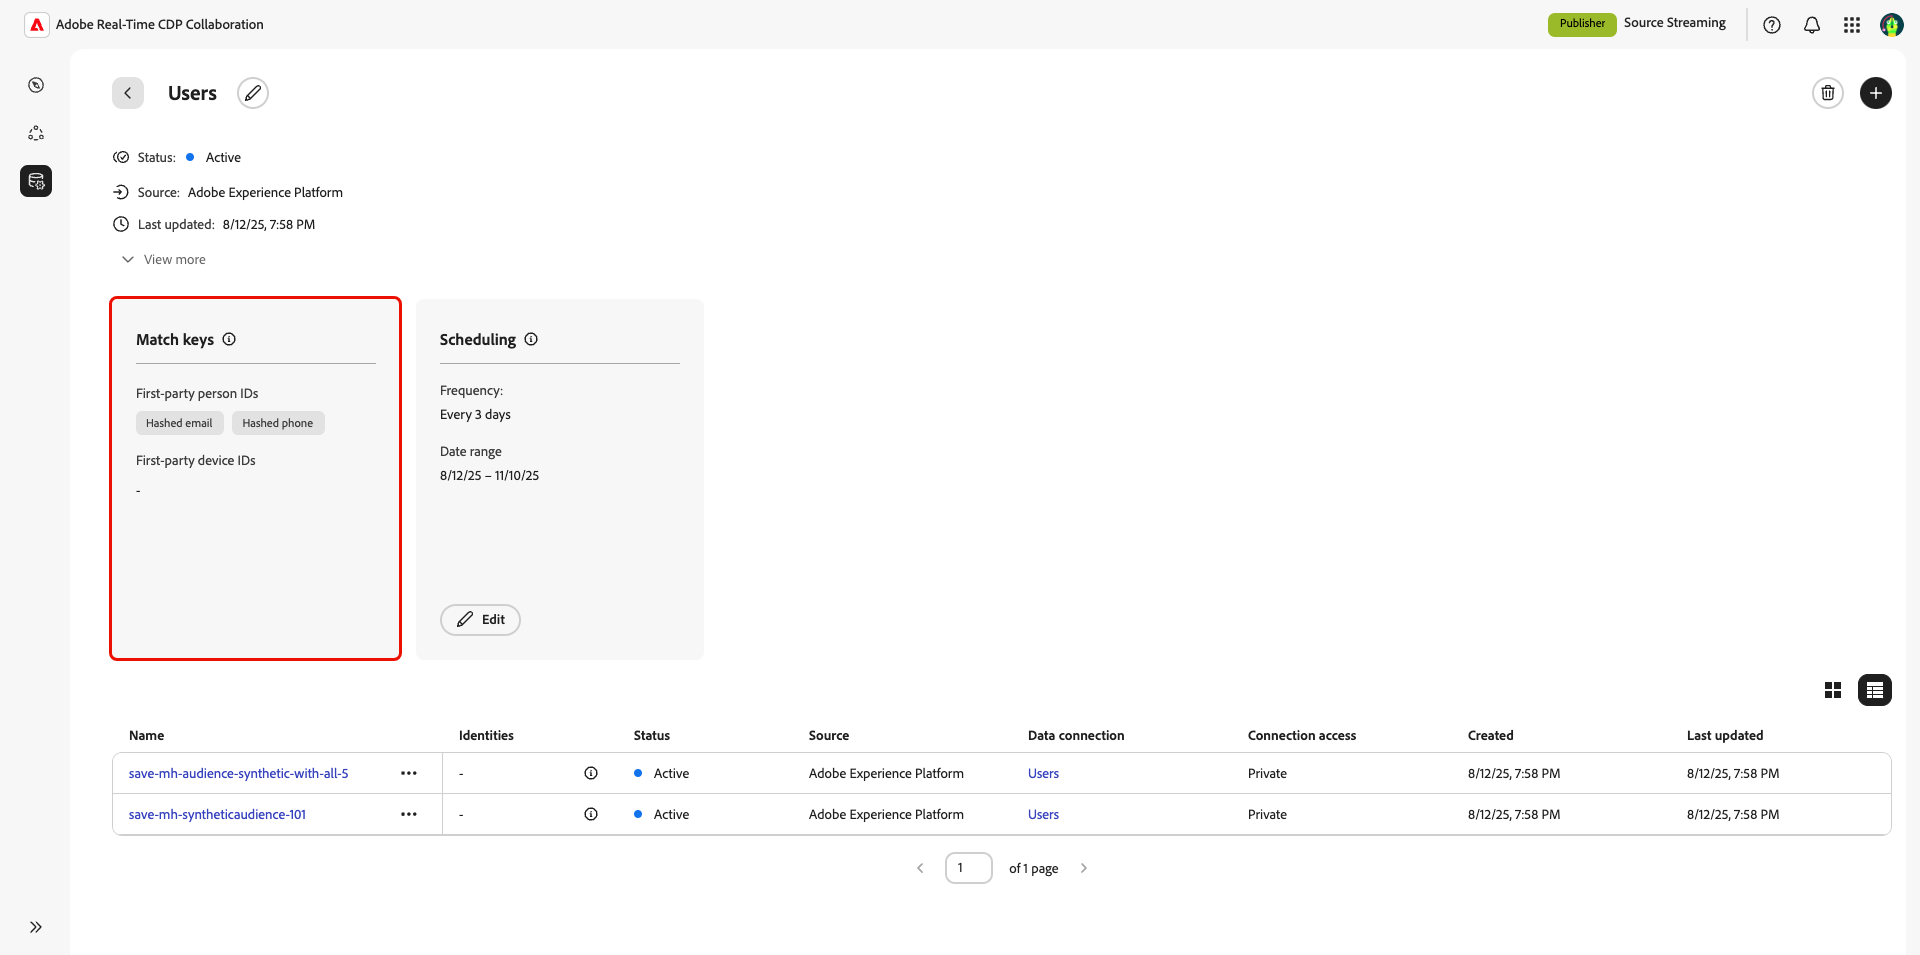 Adobe Real-Time CDP Collaboration
Publisher
Source Streaming
Users
Status: Active
Source: Adobe Experience Platform
Last updated: 8/12/25, 7:58 PM
View more
Match keys
First-party person IDs
Hashed email Hashed phone
First-party device IDs
-
Scheduling
Frequency:
Every 3 days
Date range
8/12/25 – 11/10/25
Edit
Name Identities Status Source Data connection Connection access Created Last updated
save-mh-audience-synthetic-with-all-5 ••• - Active Adobe Experience Platform Users Private 8/12/25, 7:58 PM 8/12/25, 7:58 PM
save-mh-syntheticaudience-101 ••• - Active Adobe Experience Platform Users Private 8/12/25, 7:58 PM 8/12/25, 7:58 PM
1 of 1 page